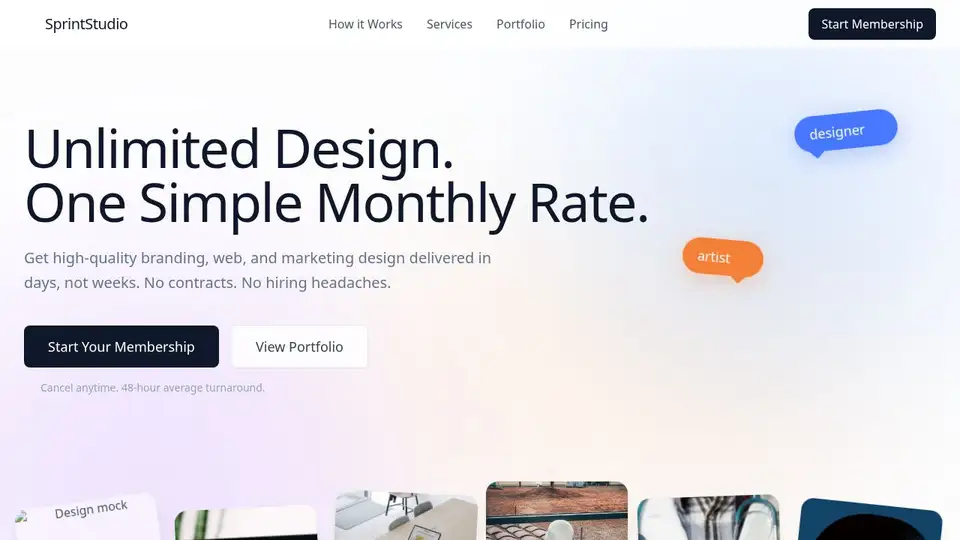 SprintStudio
How it Works
Services
Portfolio
Pricing
Start Membership
designer
Unlimited Design.
One Simple Monthly Rate.
artist
Get high-quality branding, web, and marketing design delivered in
days, not weeks. No contracts. No hiring headaches.
Start Your Membership
View Portfolio
Cancel anytime. 48-hour average turnaround.
Design mock